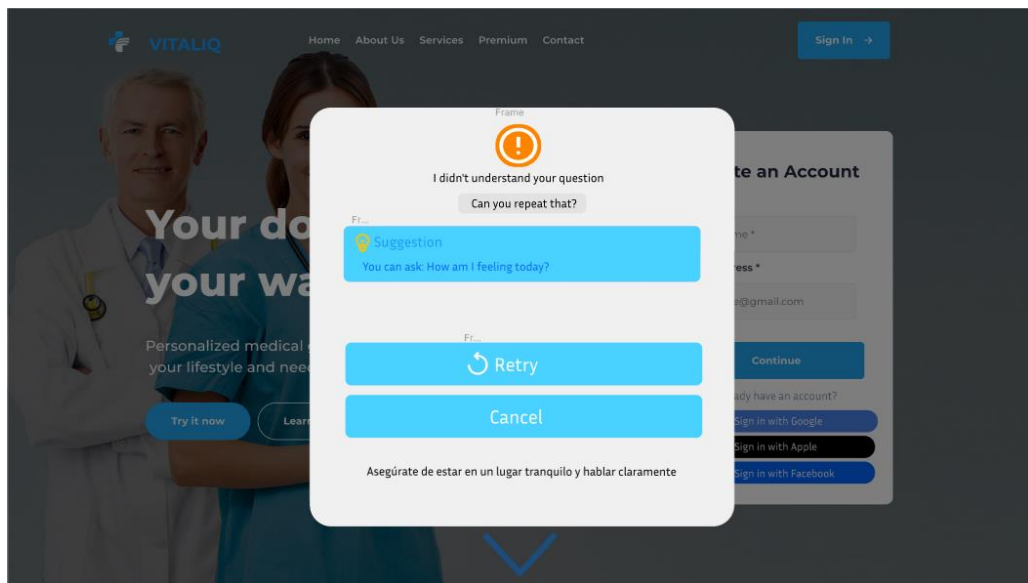 VITALIQ
Home About Us Services Premium Contact
Sign In →
Frame
I didn't understand your question
Can you repeat that?
Fr...
Suggestion
You can ask: How am I feeling today?
Fr...
Retry
Cancel
Asegúrate de estar en un lugar tranquilo y hablar claramente
Your do
your wa
Personalized medical
your lifestyle and nee
Try it now
Lear
te an Account
me *
ress *
e@gmail.com
Continue
ady have an account?
Sign in with Google
Sign in with Apple
Sign in with Facebook